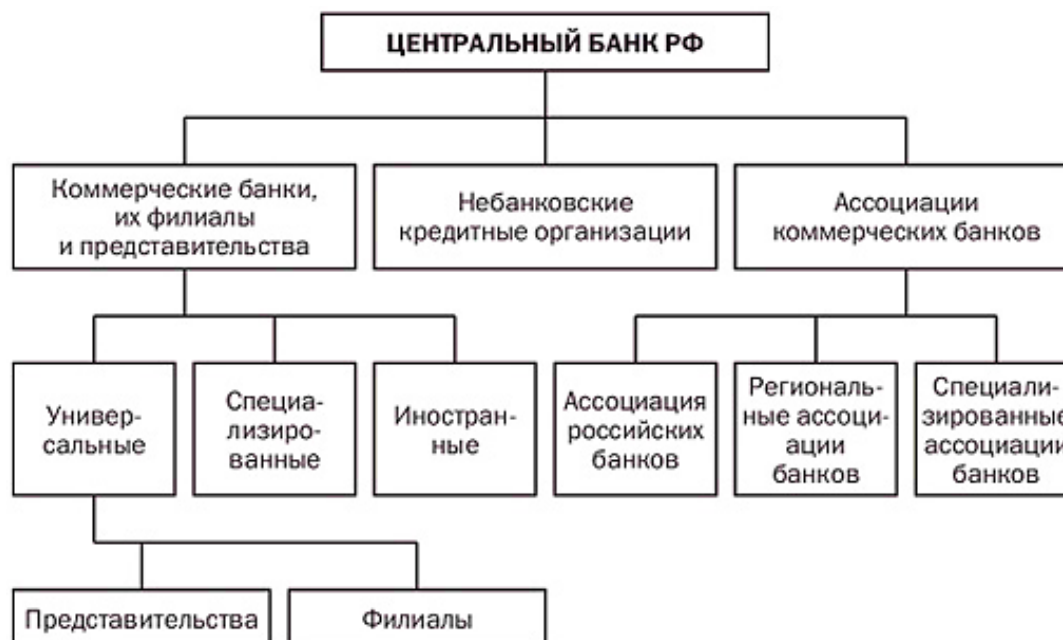 ЦЕНТРАЛЬНЫЙ БАНК РФ
Коммерческие банки,
их филиалы
и представительства
Небанковские
кредитные организации
Ассоциации
коммерческих банков
Универ-
сальные
Специа-
лизиро-
ванные
Иностран-
ные
Ассоциация
российских
банков
Региональ-
ные ассоци-
ации
банков
Специали-
зированные
ассоциации
банков
Представительства
Филиалы